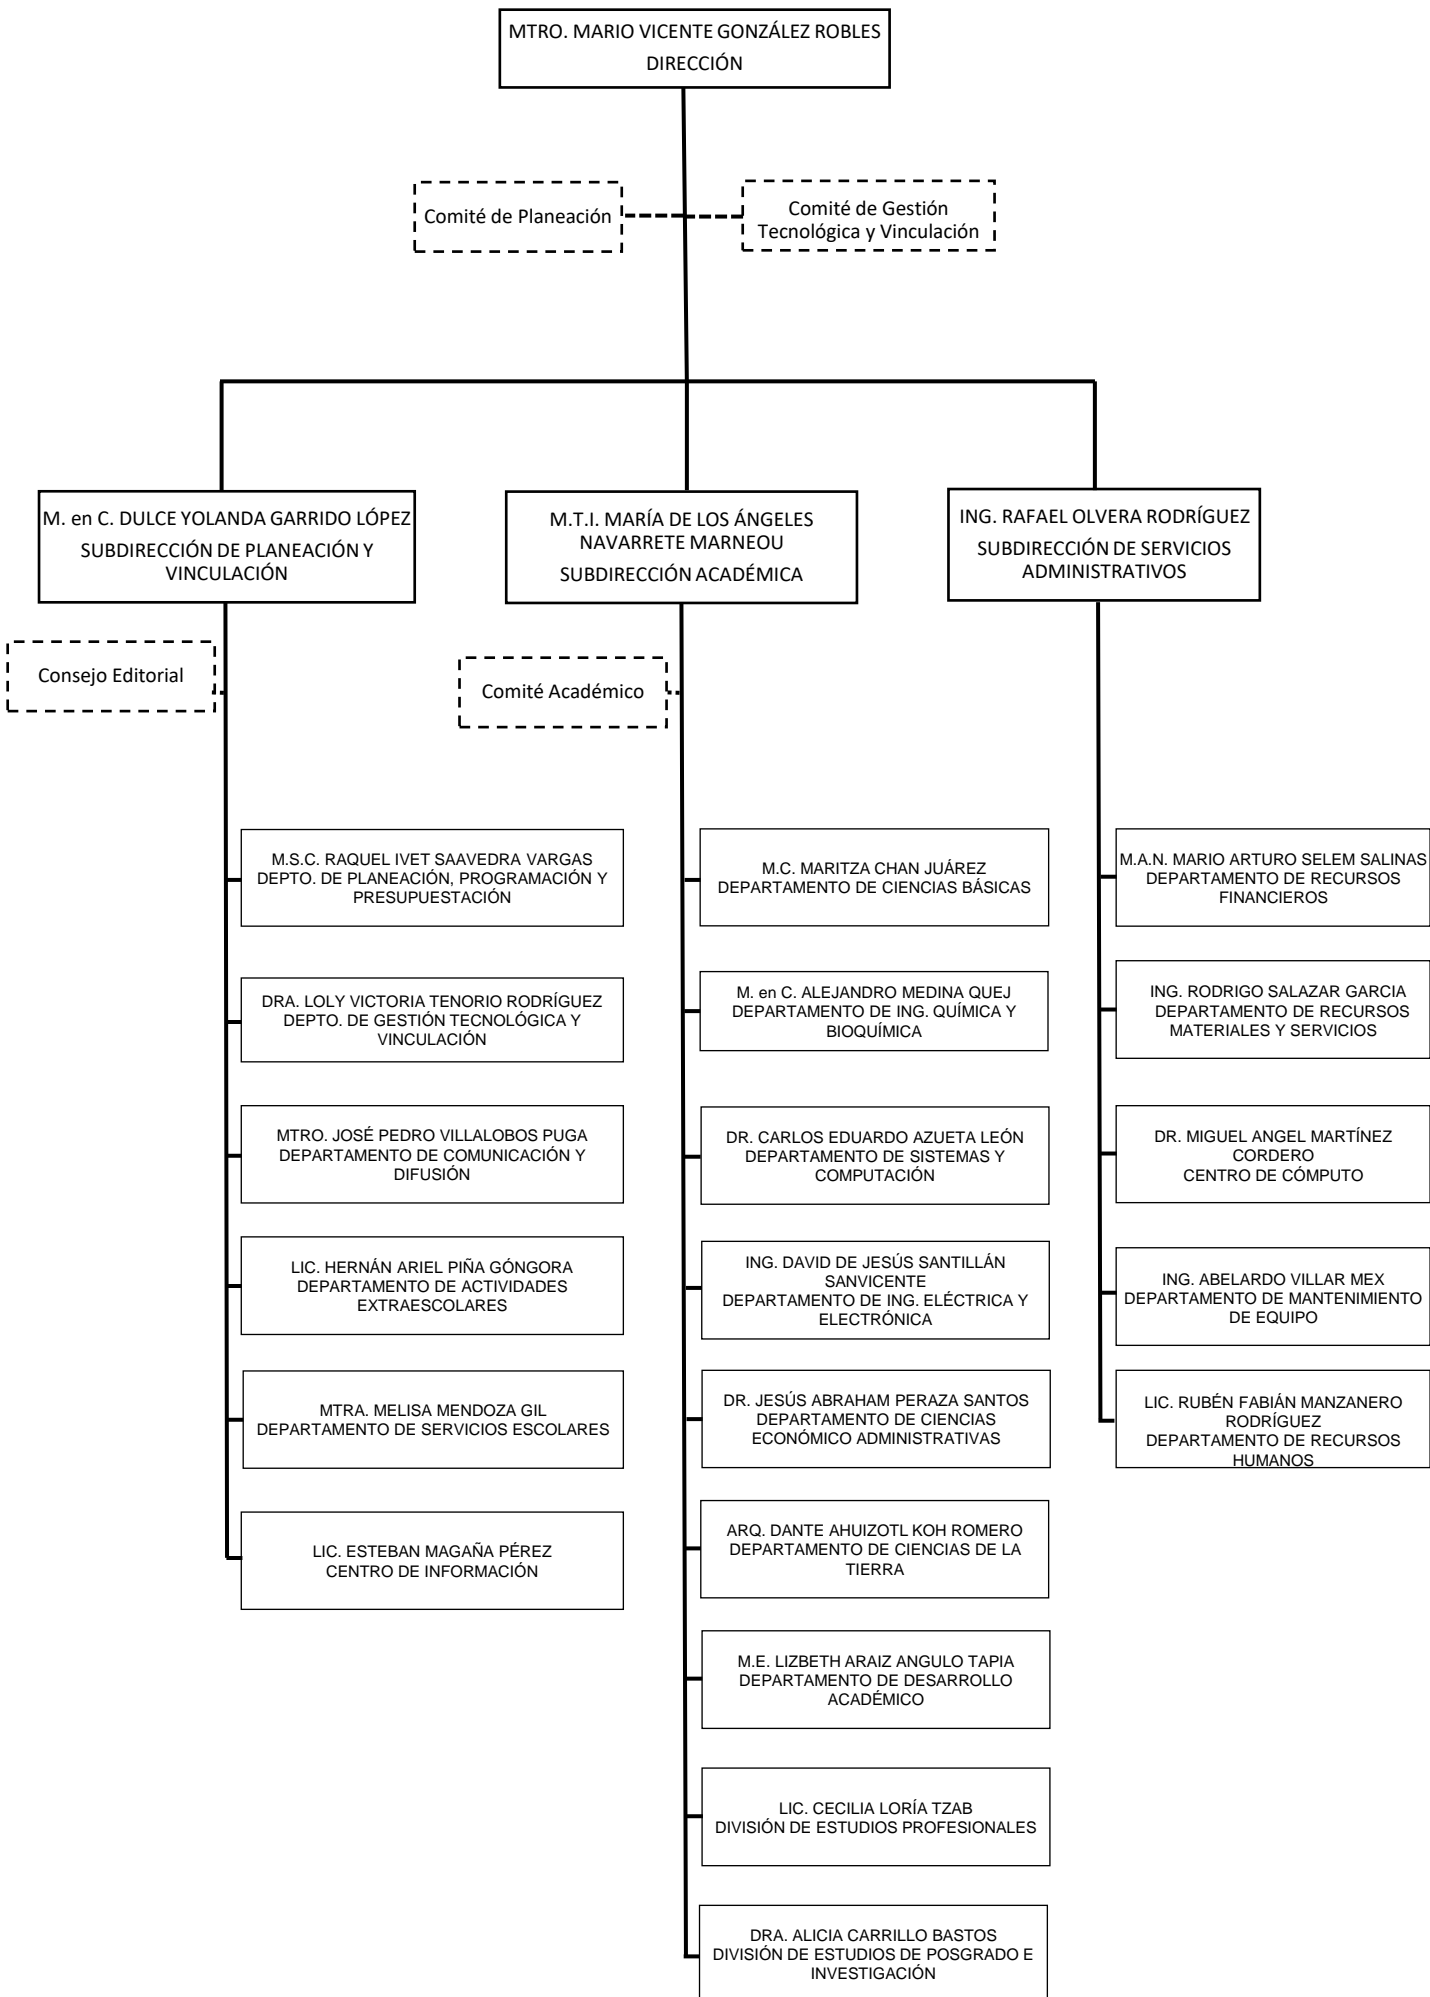 MTRO. MARIO VICENTE GONZÁLEZ ROBLES
DIRECCIÓN
Comité de Planeación
Comité de Gestión
Tecnológica y Vinculación
M. en C. DULCE YOLANDA GARRIDO LÓPEZ
SUBDIRECCIÓN DE PLANEACIÓN Y
VINCULACIÓN
M.T.I. MARÍA DE LOS ÁNGELES
NAVARRETE MARNEOU
SUBDIRECCIÓN ACADÉMICA
ING. RAFAEL OLVERA RODRÍGUEZ
SUBDIRECCIÓN DE SERVICIOS
ADMINISTRATIVOS
Consejo Editorial
Comité Académico
M.S.C. RAQUEL IVET SAAVEDRA VARGAS
DEPTO. DE PLANEACIÓN, PROGRAMACIÓN Y
PRESUPUESTACIÓN
DRA. LOLY VICTORIA TENORIO RODRÍGUEZ
DEPTO. DE GESTIÓN TECNOLÓGICA Y
VINCULACIÓN
MTRO. JOSÉ PEDRO VILLALOBOS PUGA
DEPARTAMENTO DE COMUNICACIÓN Y
DIFUSIÓN
LIC. HERNÁN ARIEL PIÑA GÓNGORA
DEPARTAMENTO DE ACTIVIDADES
EXTRAESCOLARES
MTRA. MELISA MENDOZA GIL
DEPARTAMENTO DE SERVICIOS ESCOLARES
LIC. ESTEBAN MAGAÑA PÉREZ
CENTRO DE INFORMACIÓN
M.C. MARITZA CHAN JUÁREZ
DEPARTAMENTO DE CIENCIAS BÁSICAS
M. en C. ALEJANDRO MEDINA QUEJ
DEPARTAMENTO DE ING. QUÍMICA Y
BIOQUÍMICA
DR. CARLOS EDUARDO AZUETA LEÓN
DEPARTAMENTO DE SISTEMAS Y
COMPUTACIÓN
ING. DAVID DE JESÚS SANTILLÁN
SANVICENTE
DEPARTAMENTO DE ING. ELÉCTRICA Y
ELECTRÓNICA
DR. JESÚS ABRAHAM PERAZA SANTOS
DEPARTAMENTO DE CIENCIAS
ECONÓMICO ADMINISTRATIVAS
ARQ. DANTE AHUIZOTL KOH ROMERO
DEPARTAMENTO DE CIENCIAS DE LA
TIERRA
M.E. LIZBETH ARAIZ ANGULO TAPIA
DEPARTAMENTO DE DESARROLLO
ACADÉMICO
LIC. CECILIA LORÍA TZAB
DIVISIÓN DE ESTUDIOS PROFESIONALES
DRA. ALICIA CARRILLO BASTOS
DIVISIÓN DE ESTUDIOS DE POSGRADO E
INVESTIGACIÓN
M.A.N. MARIO ARTURO SELEM SALINAS
DEPARTAMENTO DE RECURSOS
FINANCIEROS
ING. RODRIGO SALAZAR GARCIA
DEPARTAMENTO DE RECURSOS
MATERIALES Y SERVICIOS
DR. MIGUEL ANGEL MARTÍNEZ
CORDERO
CENTRO DE CÓMPUTO
ING. ABELARDO VILLAR MEX
DEPARTAMENTO DE MANTENIMIENTO
DE EQUIPO
LIC. RUBÉN FABIÁN MANZANERO
RODRÍGUEZ
DEPARTAMENTO DE RECURSOS
HUMANOS